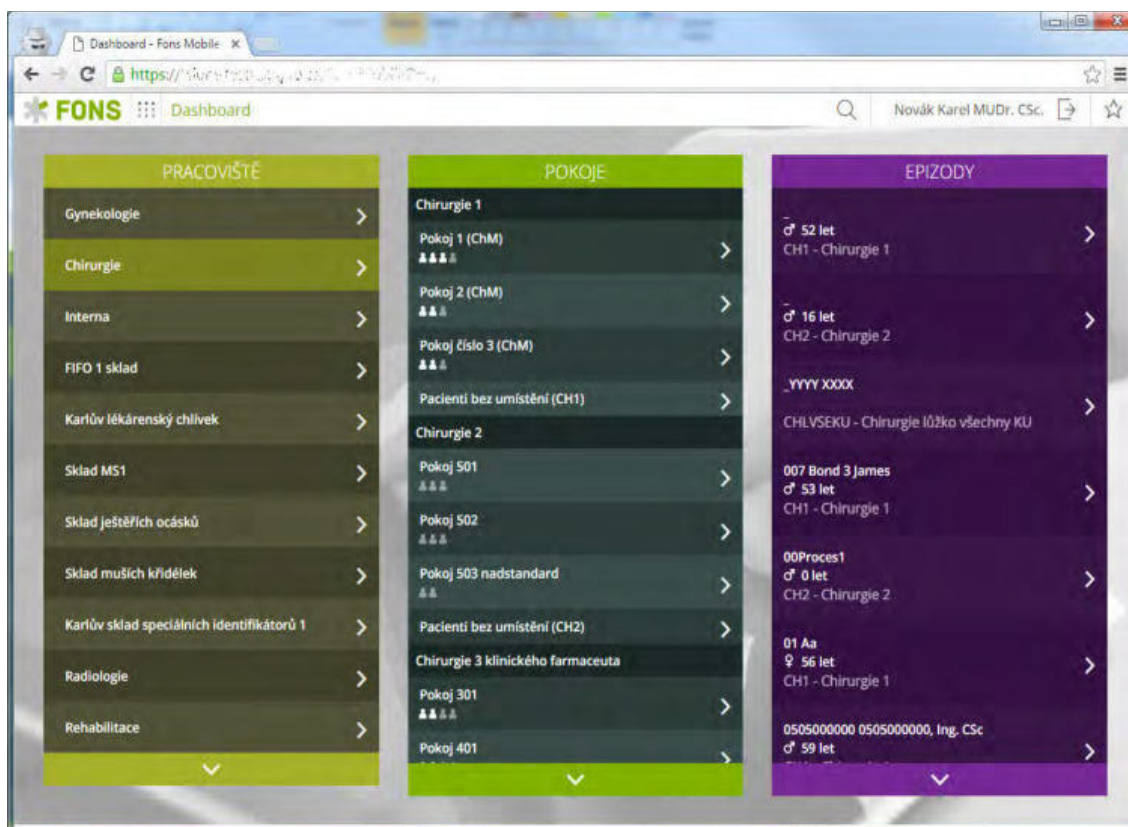 Dashboard - Fons Mobile
https://
FONS Dashboard
Novák Karel MUDr. CSc.
PRACOVIŠTĚ
Gynekologie
Chirurgie
Interna
FIFO 1 sklad
Karlův lékárenský chlívek
Sklad MS1
Sklad ještěřích ocásků
Sklad muších křidélek
Karlův sklad speciálních identifikátorů 1
Radiologie
Rehabilitace
POKOJE
Chirurgie 1
Pokoj 1 (ChM)
Pokoj 2 (ChM)
Pokoj číslo 3 (ChM)
Pacienti bez umístění (CH1)
Chirurgie 2
Pokoj 501
Pokoj 502
Pokoj 503 nadstandard
Pacienti bez umístění (CH2)
Chirurgie 3 klinického farmaceuta
Pokoj 301
Pokoj 401
EPIZODY
_
♂ 52 let
CH1 - Chirurgie 1
_
♂ 16 let
CH2 - Chirurgie 2
_YYYY XXXX
CHLVSEKU - Chirurgie lůžko všechny KU
007 Bond 3 James
♂ 53 let
CH1 - Chirurgie 1
00Proces1
♂ 0 let
CH2 - Chirurgie 2
01 Aa
♀ 56 let
CH1 - Chirurgie 1
0505000000 0505000000, Ing. CSc
♂ 59 let